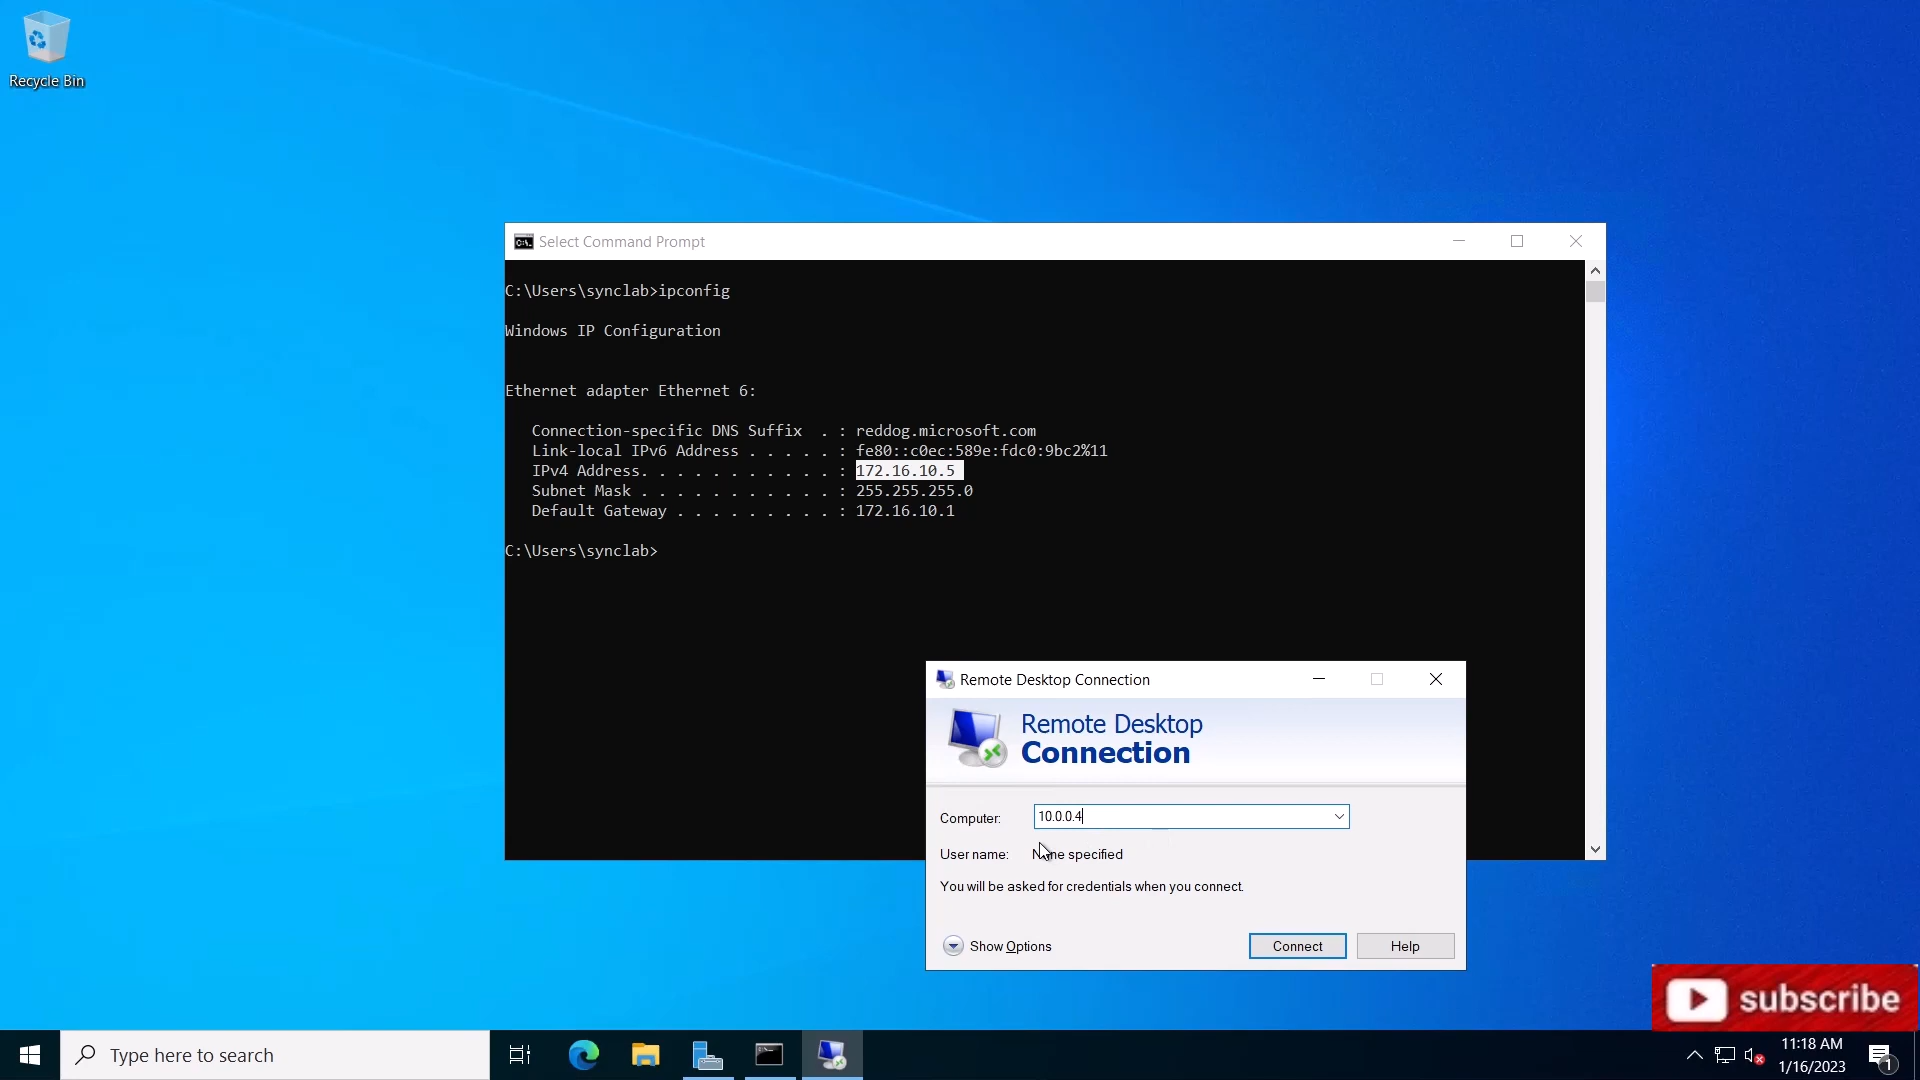 Recycle Bin
Select Command Prompt
C:\Users\synclab>ipconfig
Windows IP Configuration
Ethernet adapter Ethernet 6:
Connection-specific DNS Suffix  . : reddog.microsoft.com
Link-local IPv6 Address . . . . . : fe80::c0ec:589e:fdc0:9bc2%11
IPv4 Address. . . . . . . . . . . : 172.16.10.5
Subnet Mask . . . . . . . . . . . : 255.255.255.0
Default Gateway . . . . . . . . . : 172.16.10.1
C:\Users\synclab>
Remote Desktop Connection
Remote Desktop
Connection
Computer: 10.0.0.4
User name: None specified
You will be asked for credentials when you connect.
Show Options
Connect
Help
subscribe
Type here to search
11:18 AM
1/16/2023
1